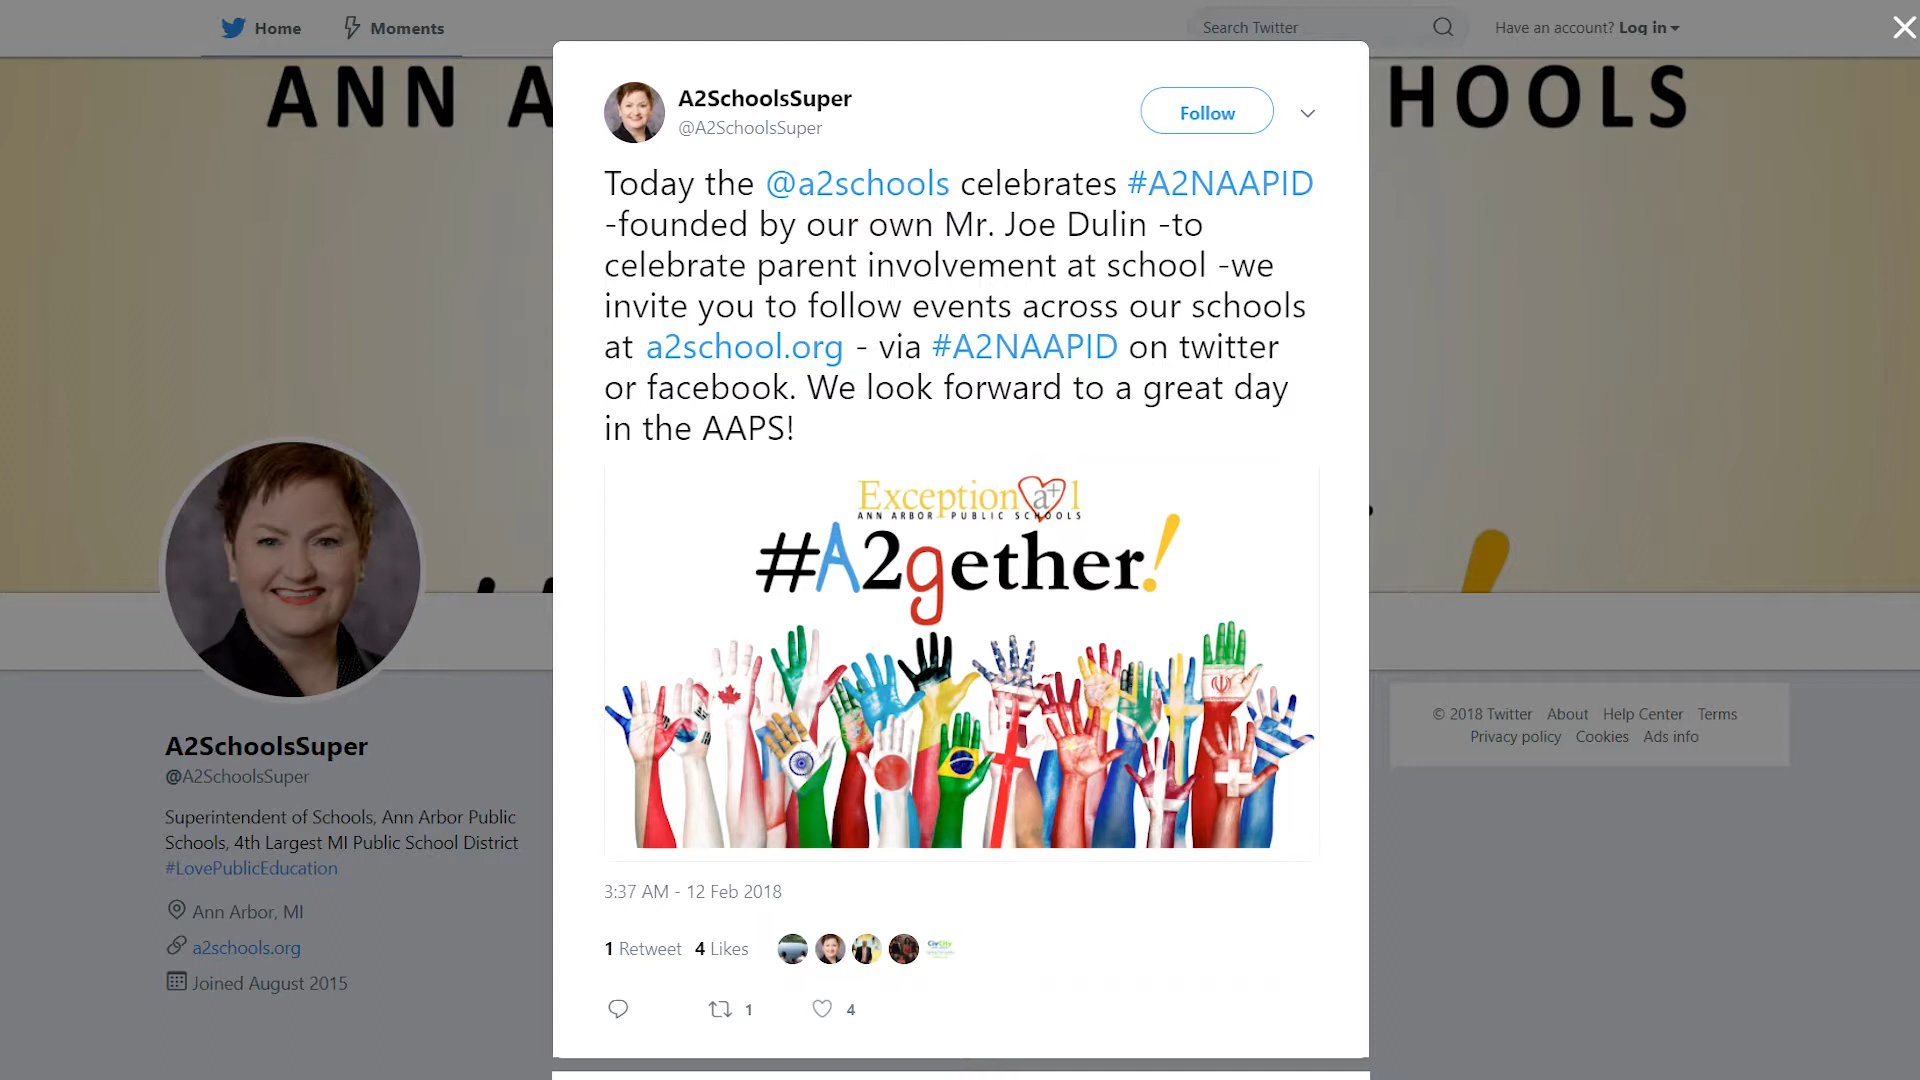 Home
Moments
Search Twitter
Have an account? Log in
ANN A
HOOLS
A2SchoolsSuper
@A2SchoolsSuper
Follow
Today the @a2schools celebrates #A2NAAPID
-founded by our own Mr. Joe Dulin -to
celebrate parent involvement at school -we
invite you to follow events across our schools
at a2school.org - via #A2NAAPID on twitter
or facebook. We look forward to a great day
in the AAPS!
Exceptiona+l
ANN ARBOR PUBLIC SCHOOLS
#A2gether!
3:37 AM - 12 Feb 2018
1 Retweet 4 Likes
CivCity
1
4
A2SchoolsSuper
@A2SchoolsSuper
Superintendent of Schools, Ann Arbor Public
Schools, 4th Largest MI Public School District
#LovePublicEducation
Ann Arbor, MI
a2schools.org
Joined August 2015
© 2018 Twitter About Help Center Terms
Privacy policy Cookies Ads info